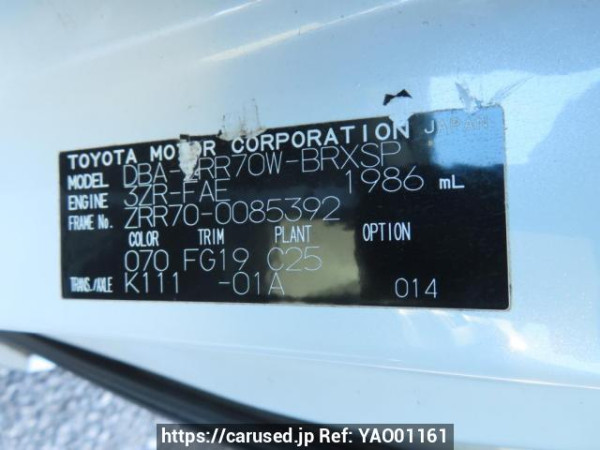 TOYOTA MOTOR CORPORATION JAPAN
MODEL DBA-ZRR70W-BRXSP
ENGINE 3ZR-FAE 1986 mL
FRAME No. ZRR70-0085392
COLOR TRIM PLANT OPTION
070 FG19 C25
TRANS./AXLE K111 -01A 014
https://carused.jp Ref: YA001161